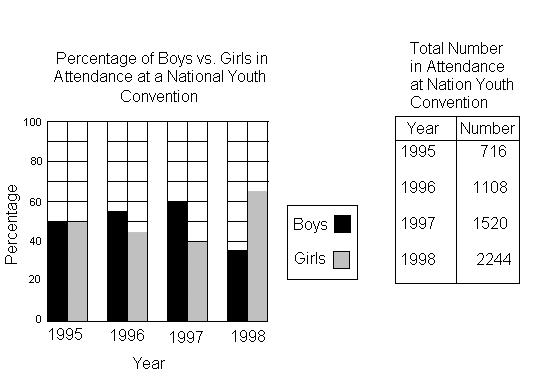 Percentage of Boys vs. Girls in
Attendance at a National Youth
Convention
100
80
60
40
20
0
Percentage
1995 1996 1997 1998
Year
Boys
Girls
Total Number
in Attendance
at Nation Youth
Convention
Year Number
1995 716
1996 1108
1997 1520
1998 2244